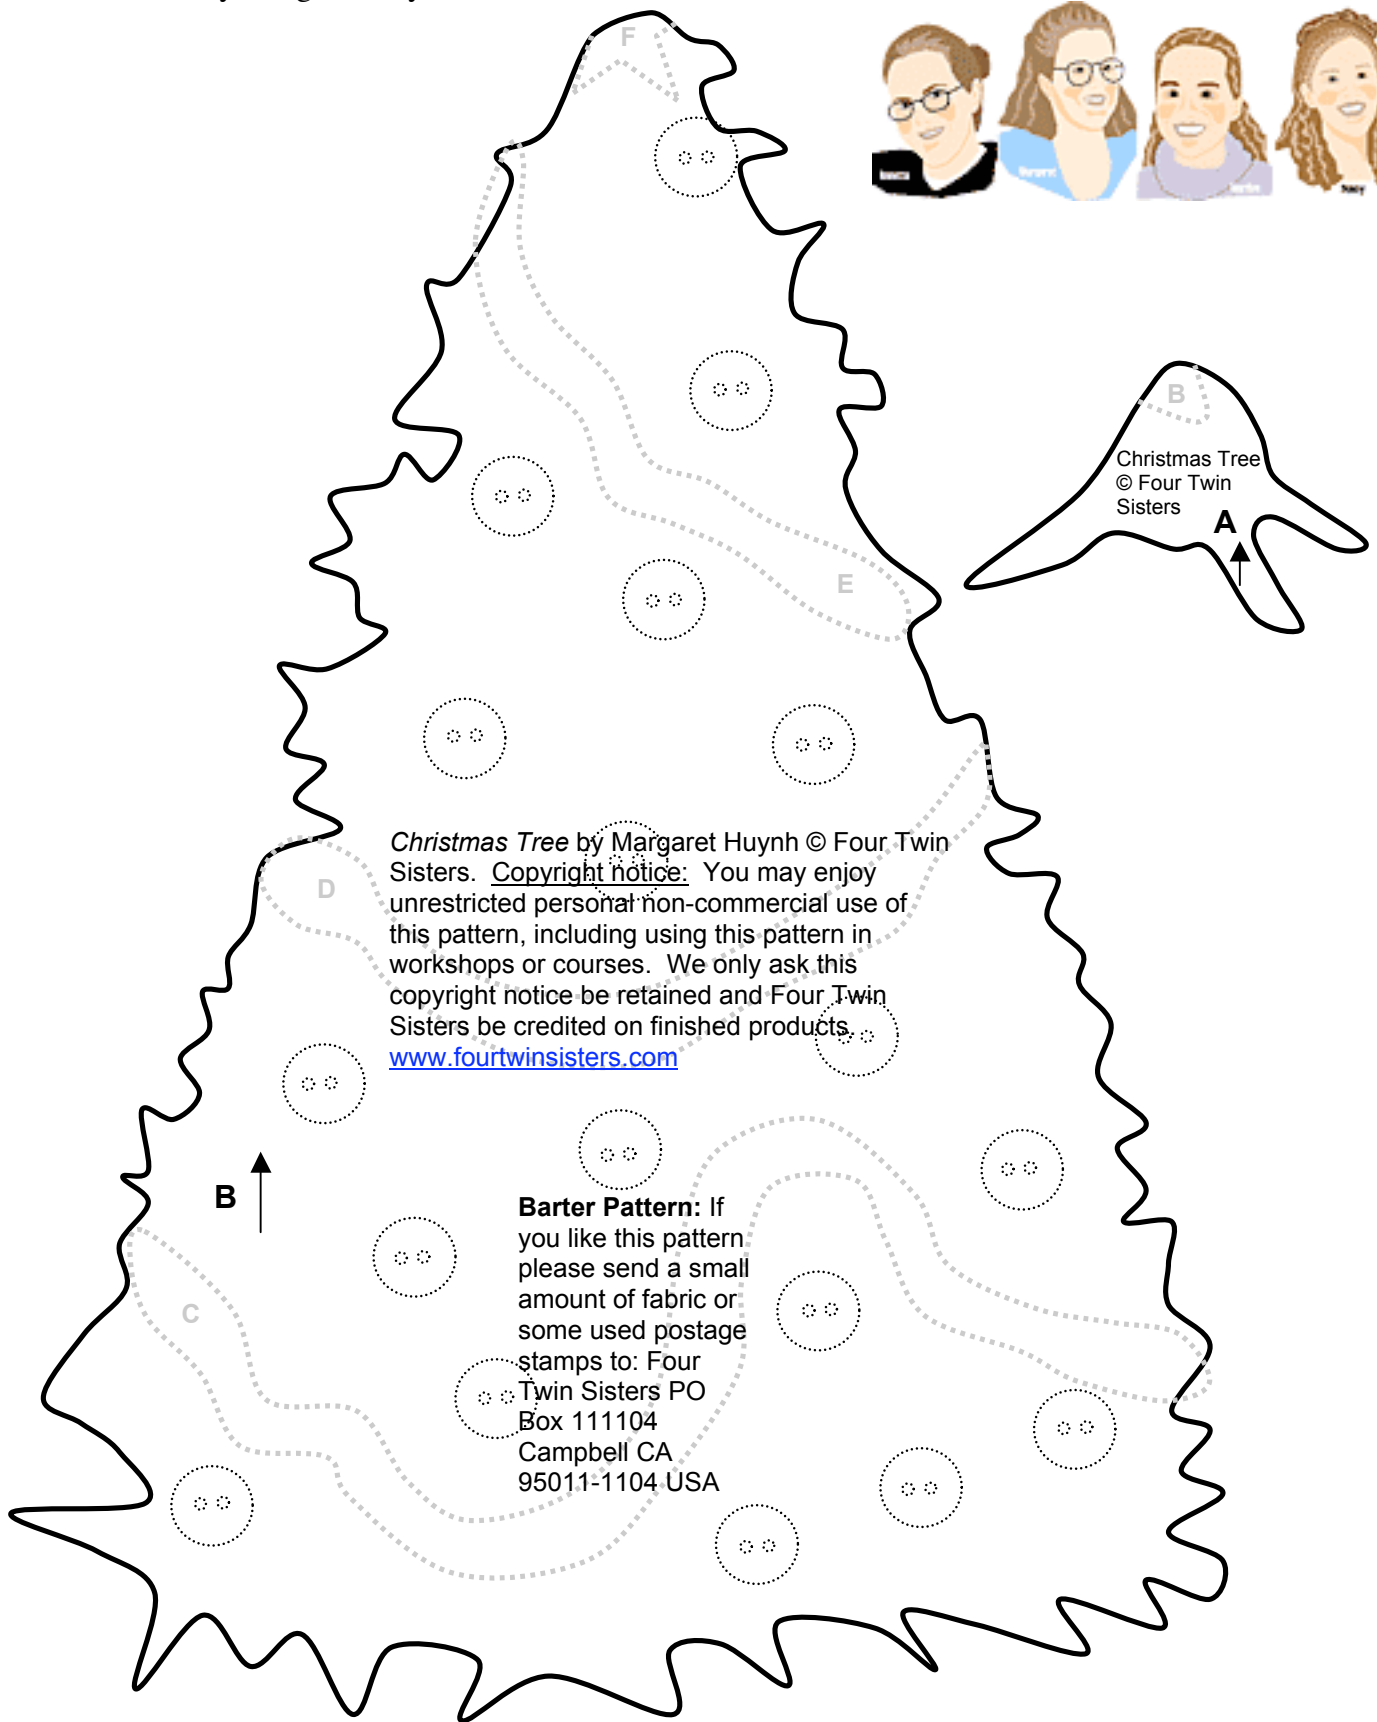 F
B
Christmas Tree
© Four Twin
Sisters
A
E
Christmas Tree by Margaret Huynh © Four Twin
Sisters. Copyright notice: You may enjoy
unrestricted personal non-commercial use of
this pattern, including using this pattern in
workshops or courses. We only ask this
copyright notice be retained and Four Twin
Sisters be credited on finished products.
www.fourtwinsisters.com
D
B
Barter Pattern: If
you like this pattern
please send a small
amount of fabric or
some used postage
stamps to: Four
Twin Sisters PO
Box 111104
Campbell CA
95011-1104 USA
C